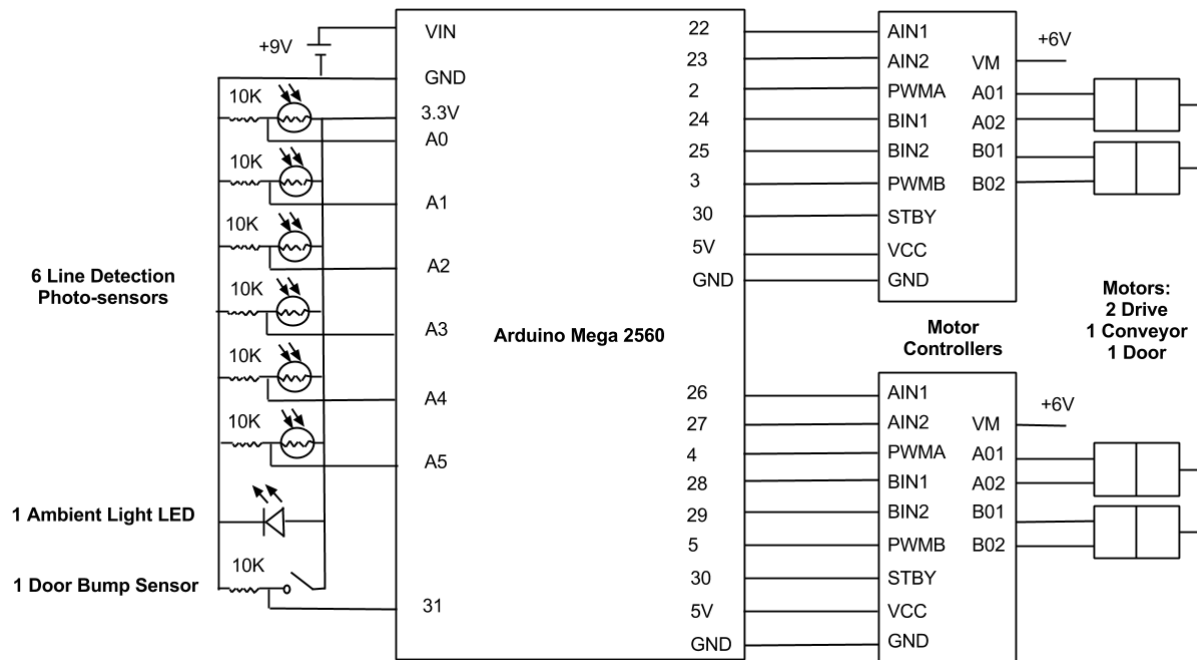 +9V
VIN
GND
10K
3.3V
A0
10K
A1
10K
A2
6 Line Detection
Photo-sensors
10K
A3
10K
A4
10K
A5
1 Ambient Light LED
1 Door Bump Sensor
10K
31
Arduino Mega 2560
22
23
2
24
25
3
30
5V
GND
26
27
4
28
29
5
30
5V
GND
AIN1
AIN2
PWMA
BIN1
BIN2
PWMB
STBY
VCC
GND
VM
A01
A02
B01
B02
+6V
Motor
Controllers
Motors:
2 Drive
1 Conveyor
1 Door
AIN1
AIN2
PWMA
BIN1
BIN2
PWMB
STBY
VCC
GND
VM
A01
A02
B01
B02
+6V